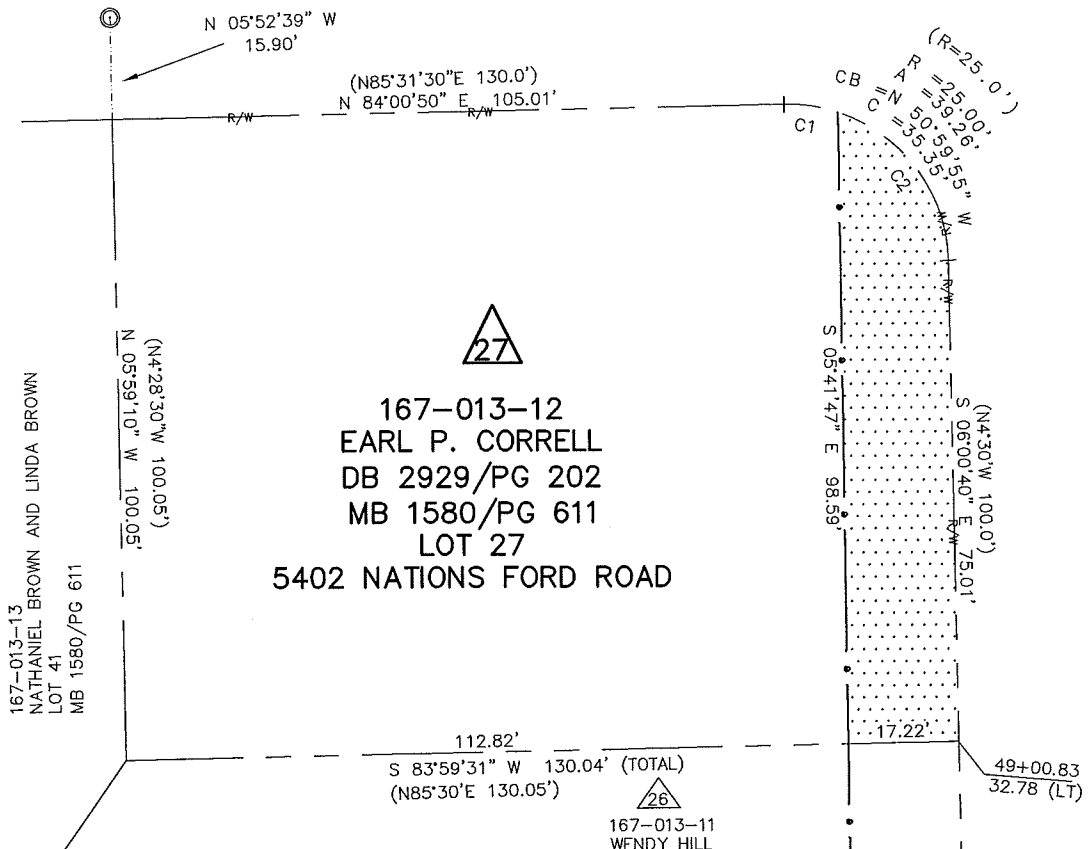 N 05°52'39" W
15.90'
(N85°31'30"E 130.0')
N 84°00'50" E 105.01'
R/W
R/W
(R=25.0')
R =25.00'
A =39.26'
CB =N 50°59'55" W
C =35.35'
C1
C2
R/W
R/W
27
167-013-12
EARL P. CORRELL
DB 2929/PG 202
MB 1580/PG 611
LOT 27
5402 NATIONS FORD ROAD
(N4°28'30"W 100.05')
N 05°59'10" W 100.05'
167-013-13
NATHANIEL BROWN AND LINDA BROWN
LOT 41
MB 1580/PG 611
S 05°41'47" E 98.59'
(N4°30'W 100.0')
S 06°00'40" E 75.01'
R/W
112.82'
17.22'
S 83°59'31" W 130.04' (TOTAL)
(N85°30'E 130.05')
49+00.83
32.78 (LT)
26
167-013-11
WENDY HILL